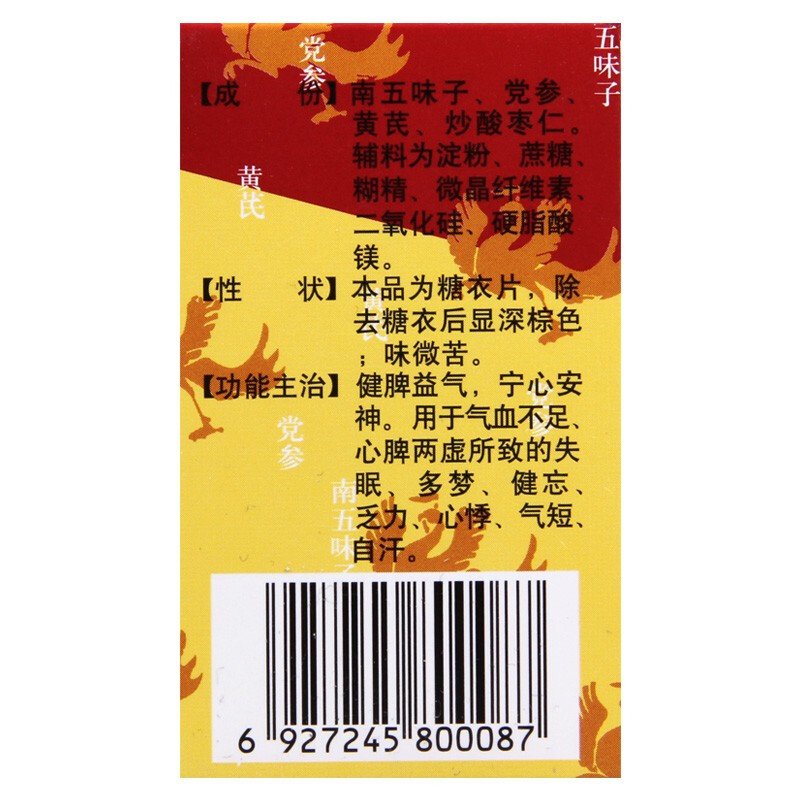 五味子
党参
【成　份】南五味子、党参、
黄芪、炒酸枣仁。
辅料为淀粉、蔗糖、
黄芪
糊精、微晶纤维素、
二氧化硅、硬脂酸
镁。
【性　状】本品为糖衣片，除
去糖衣后显深棕色
；味微苦。
【功能主治】健脾益气，宁心安
神。用于气血不足、
党参
心脾两虚所致的失
眠、多梦、健忘、
南五味子
乏力、心悸、气短、
自汗。
6 927245 800087